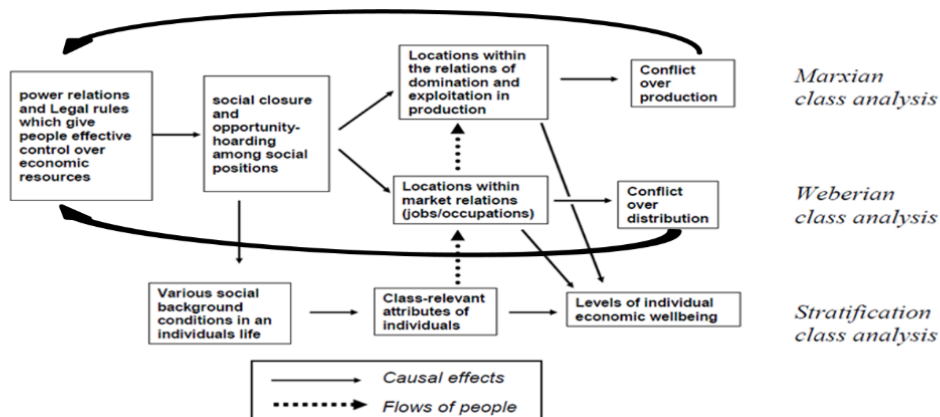 power relations
and Legal rules
which give
people effective
control over
economic
resources
social closure
and
opportunity-
hoarding
among social
positions
Locations within
the relations of
domination and
exploitation in
production
Conflict
over
production
Marxian
class analysis
Locations within
market relations
(jobs/occupations)
Conflict
over
distribution
Weberian
class analysis
Various social
background
conditions in an
individuals life
Class-relevant
attributes of
individuals
Levels of individual
economic wellbeing
Stratification
class analysis
Causal effects
Flows of people